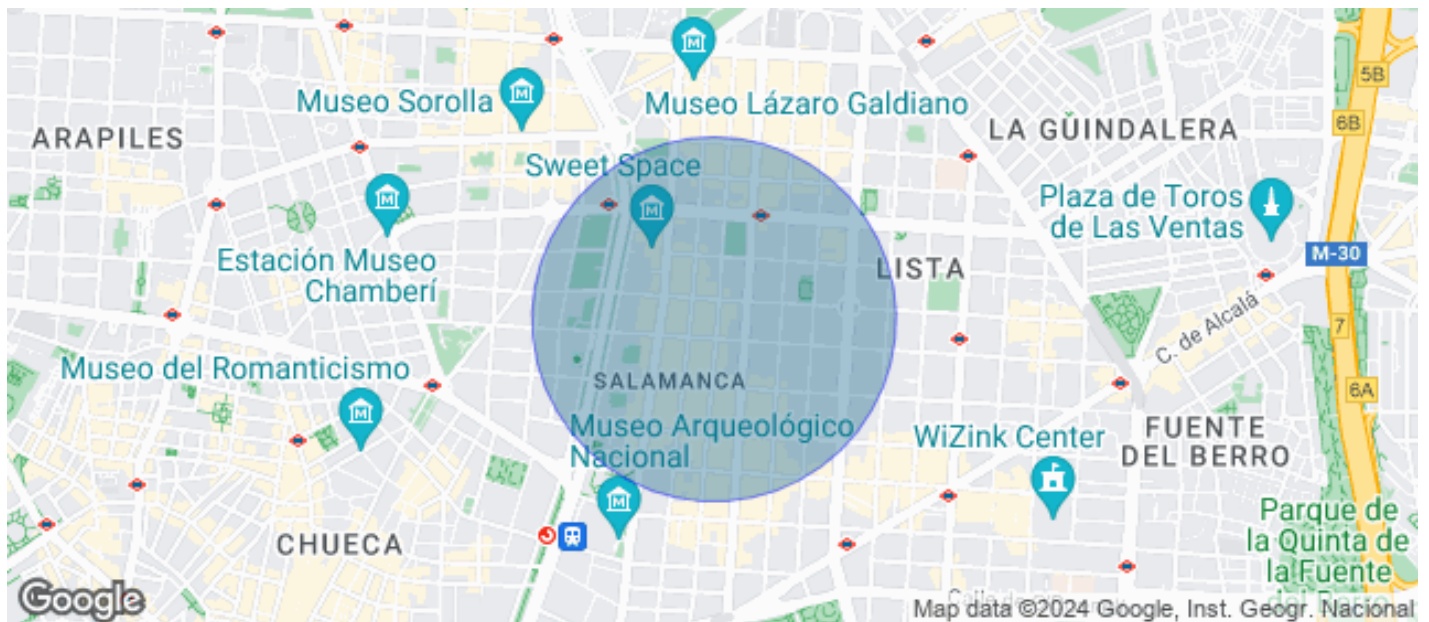 5B
Museo Sorolla
Museo Lázaro Galdiano
6B
ARAPILES
LA GUINDALERA
Sweet Space
Plaza de Toros
de Las Ventas
M-30
Estación Museo
Chamberí
LISTA
C. de Alcalá
7
Museo del Romanticismo
SALAMANCA
6A
Museo Arqueológico
Nacional
WiZink Center
FUENTE
DEL BERRO
CHUECA
Parque de
la Quinta de
la Fuente
del Berro
Google
Map data ©2024 Google, Inst. Geogr. Nacional